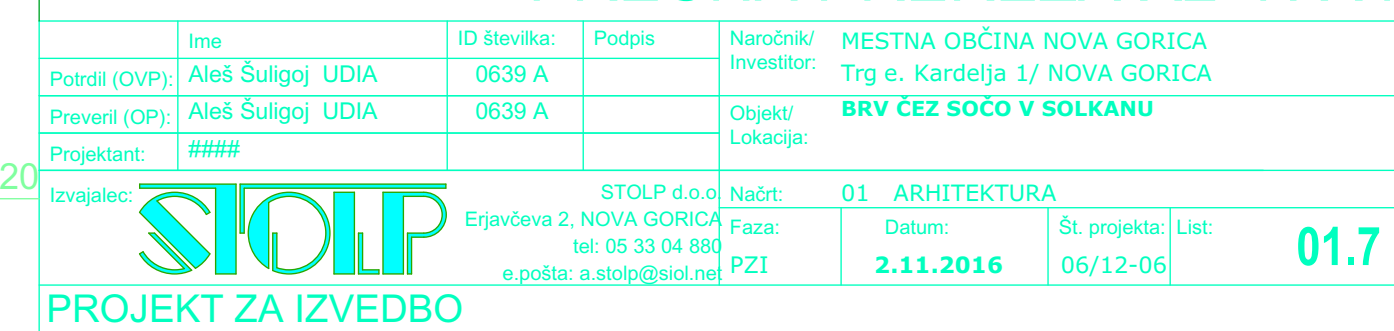 Ime ID številka: Podpis
Potrdil (OVP): Aleš Šuligoj UDIA 0639 A
Preveril (OP): Aleš Šuligoj UDIA 0639 A
Projektant: ####
Naročnik/ Investitor: MESTNA OBČINA NOVA GORICA
Trg e. Kardelja 1/ NOVA GORICA
Objekt/ Lokacija: BRV ČEZ SOČO V SOLKANU
20
Izvajalec: STOLP
STOLP d.o.o.
Erjavčeva 2, NOVA GORICA
tel: 05 33 04 880
e.pošta: a.stolp@siol.net
Načrt: 01 ARHITEKTURA
Faza: Datum: Št. projekta: List:
PZI 2.11.2016 06/12-06 01.7
PROJEKT ZA IZVEDBO